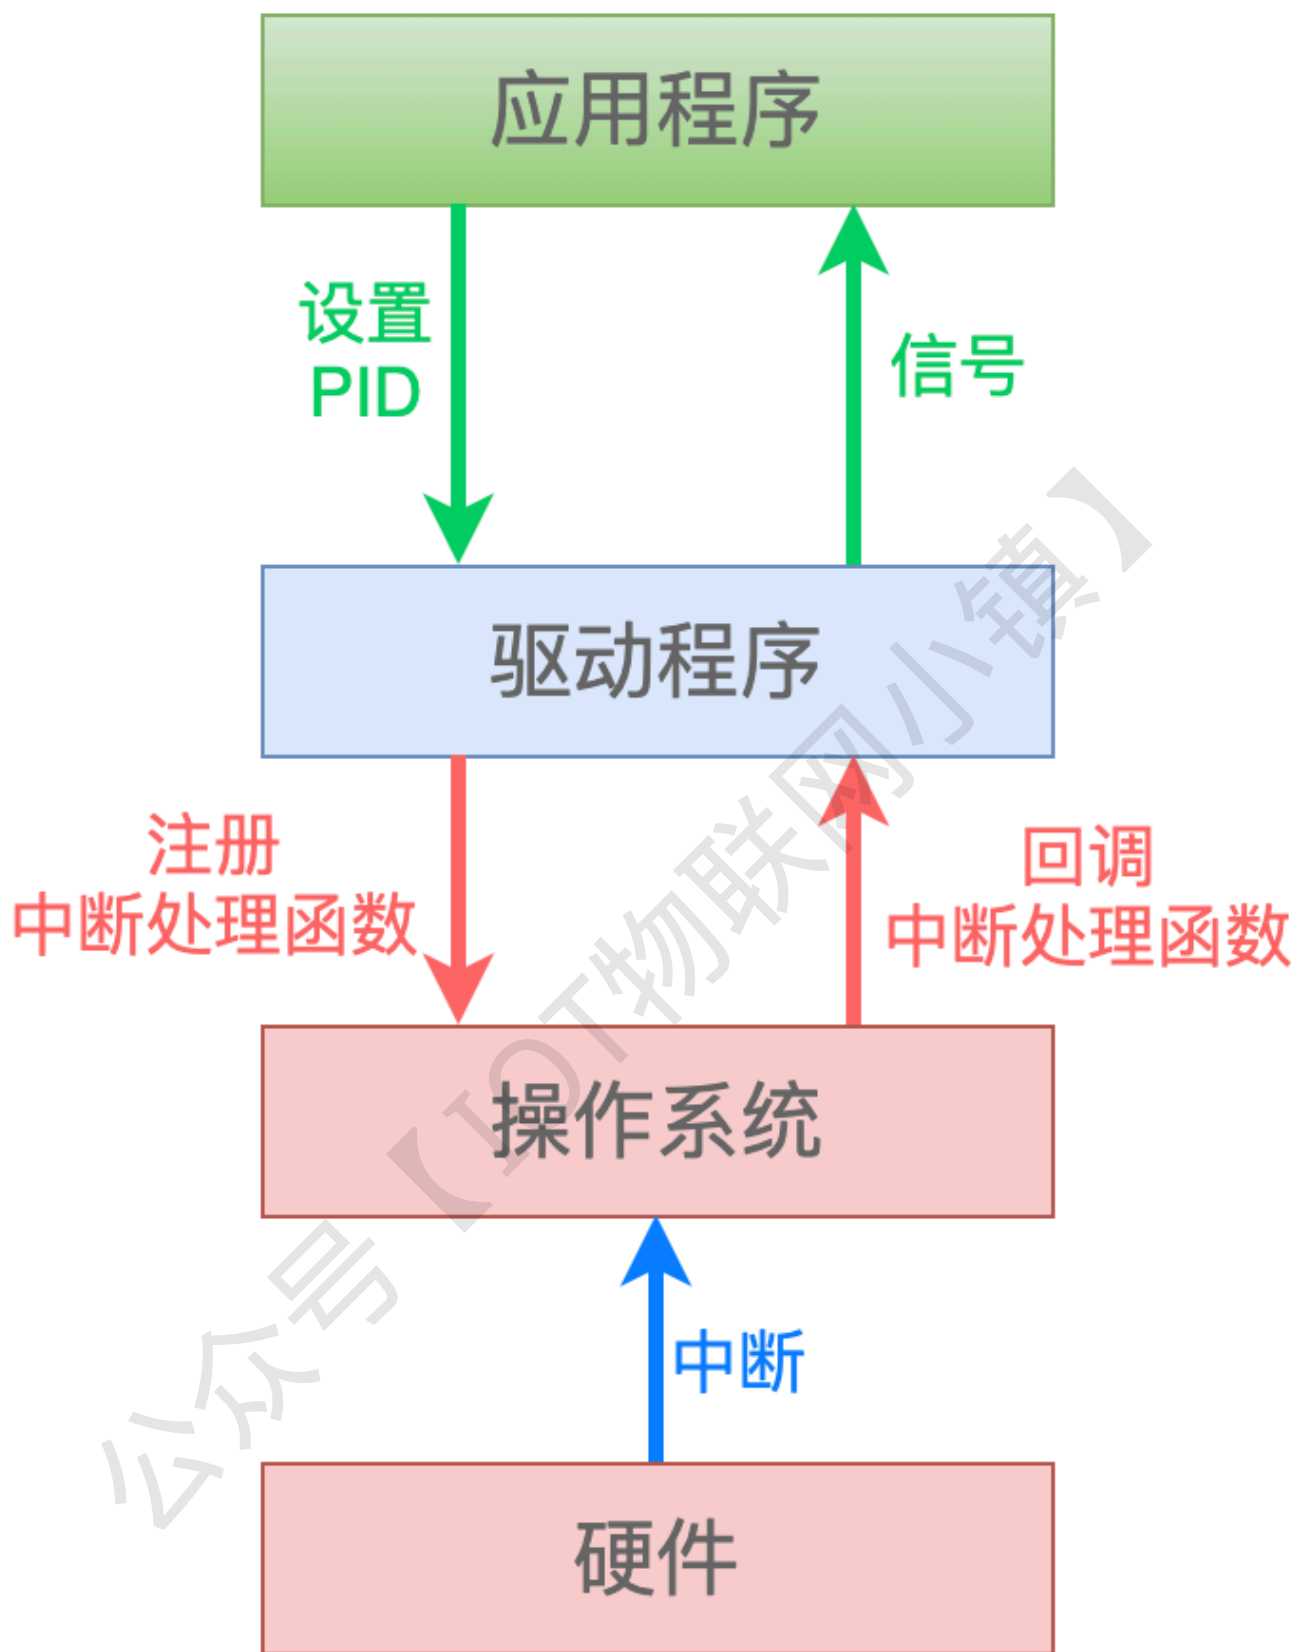 应用程序
设置
PID
信号
驱动程序
注册
中断处理函数
回调
中断处理函数
操作系统
中断
硬件
公众号【IOT物联网小镇】